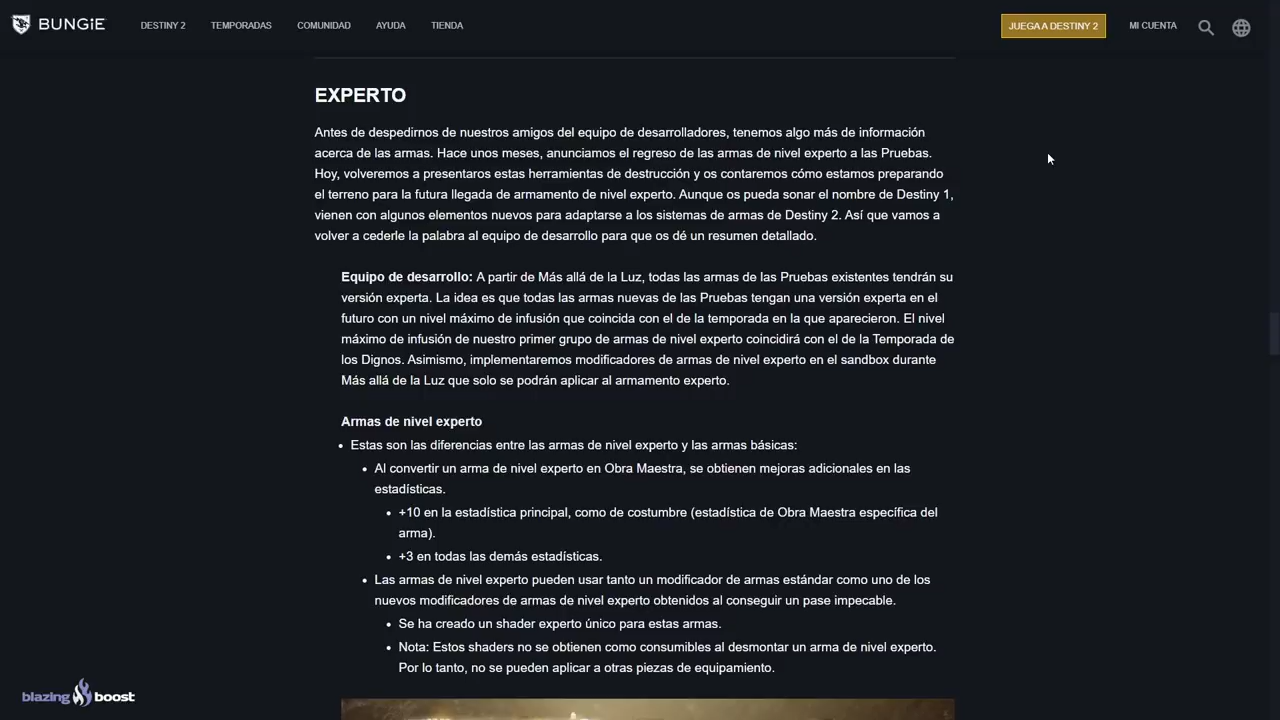 BUNGIE DESTINY 2 TEMPORADAS COMUNIDAD AYUDA TIENDA JUEGA A DESTINY 2 MI CUENTA
EXPERTO
Antes de despedirnos de nuestros amigos del equipo de desarrolladores, tenemos algo más de información
acerca de las armas. Hace unos meses, anunciamos el regreso de las armas de nivel experto a las Pruebas.
Hoy, volveremos a presentaros estas herramientas de destrucción y os contaremos cómo estamos preparando
el terreno para la futura llegada de armamento de nivel experto. Aunque os pueda sonar el nombre de Destiny 1,
vienen con algunos elementos nuevos para adaptarse a los sistemas de armas de Destiny 2. Así que vamos a
volver a cederle la palabra al equipo de desarrollo para que os dé un resumen detallado.
Equipo de desarrollo: A partir de Más allá de la Luz, todas las armas de las Pruebas existentes tendrán su
versión experta. La idea es que todas las armas nuevas de las Pruebas tengan una versión experta en el
futuro con un nivel máximo de infusión que coincida con el de la temporada en la que aparecieron. El nivel
máximo de infusión de nuestro primer grupo de armas de nivel experto coincidirá con el de la Temporada de
los Dignos. Asimismo, implementaremos modificadores de armas de nivel experto en el sandbox durante
Más allá de la Luz que solo se podrán aplicar al armamento experto.
Armas de nivel experto
• Estas son las diferencias entre las armas de nivel experto y las armas básicas:
• Al convertir un arma de nivel experto en Obra Maestra, se obtienen mejoras adicionales en las
estadísticas.
• +10 en la estadística principal, como de costumbre (estadística de Obra Maestra específica del
arma).
• +3 en todas las demás estadísticas.
• Las armas de nivel experto pueden usar tanto un modificador de armas estándar como uno de los
nuevos modificadores de armas de nivel experto obtenidos al conseguir un pase impecable.
• Se ha creado un shader experto único para estas armas.
• Nota: Estos shaders no se obtienen como consumibles al desmontar un arma de nivel experto.
Por lo tanto, no se pueden aplicar a otras piezas de equipamiento.
blazing boost